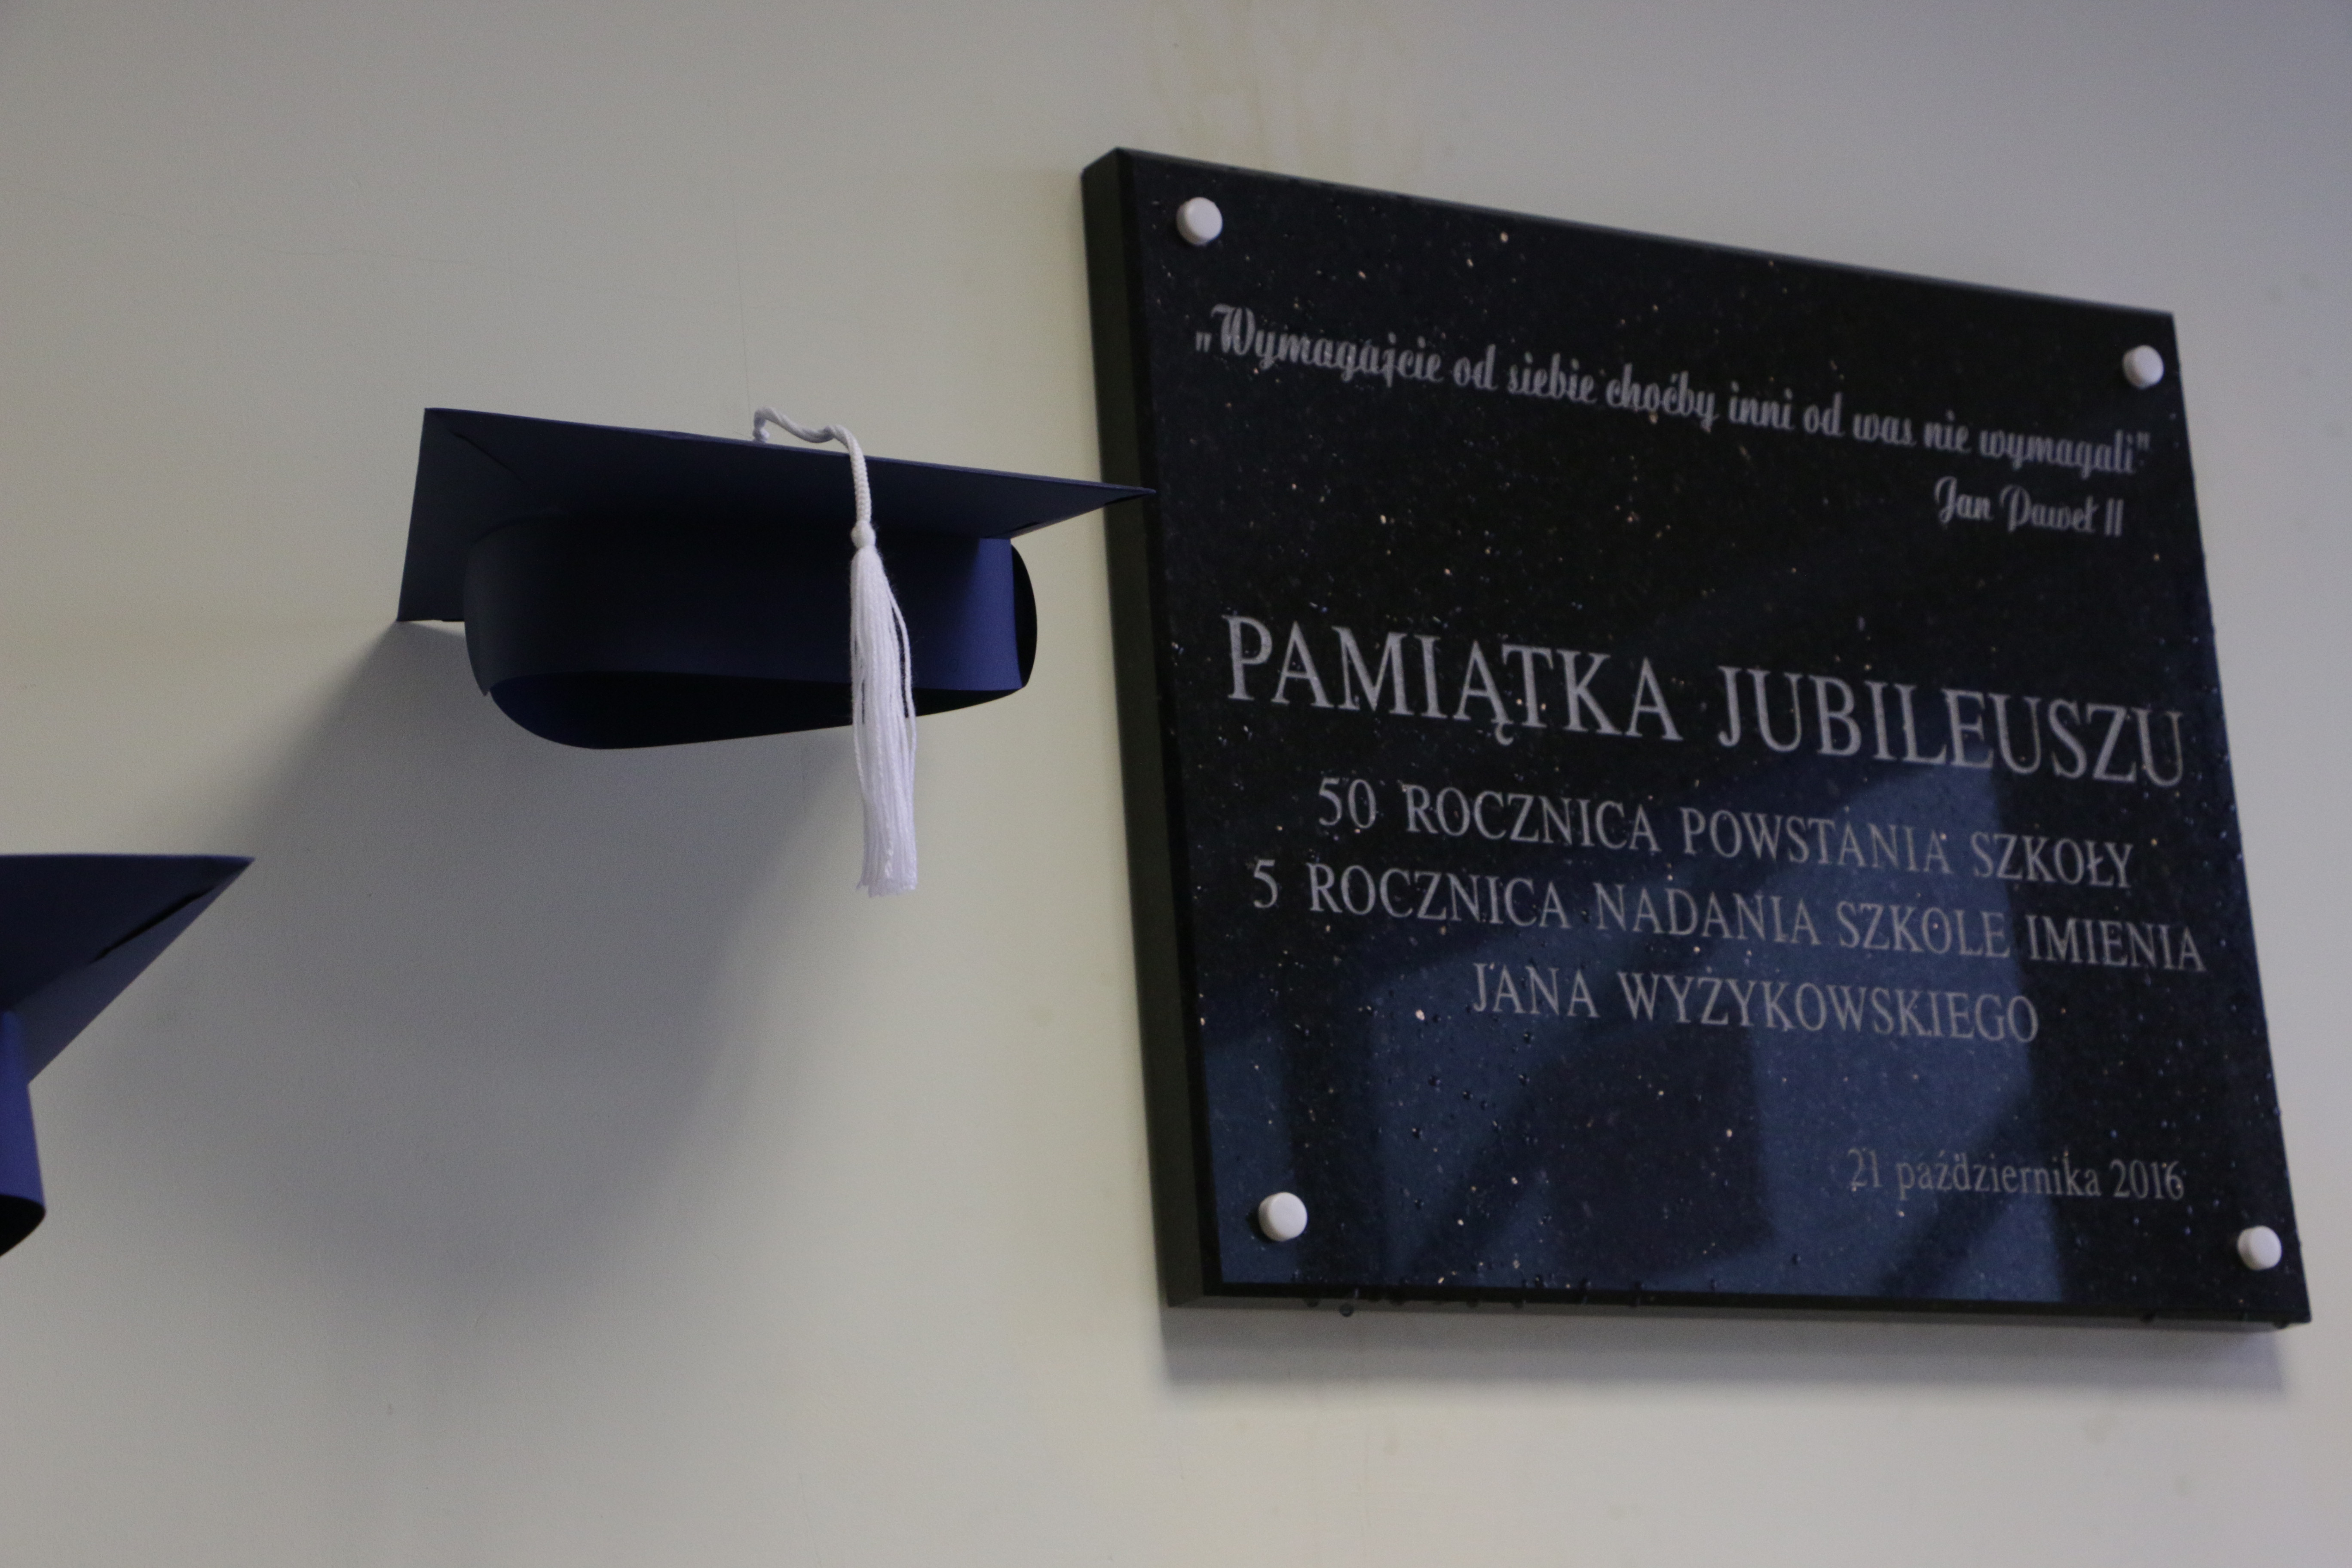 „Wymagajcie od siebie choćby inni od was nie wymagali"
Jan Paweł II
PAMIĄTKA JUBILEUSZU
50 ROCZNICA POWSTANIA SZKOŁY
5 ROCZNICA NADANIA SZKOLE IMIENIA
JANA WYŻYKOWSKIEGO
21 października 2016